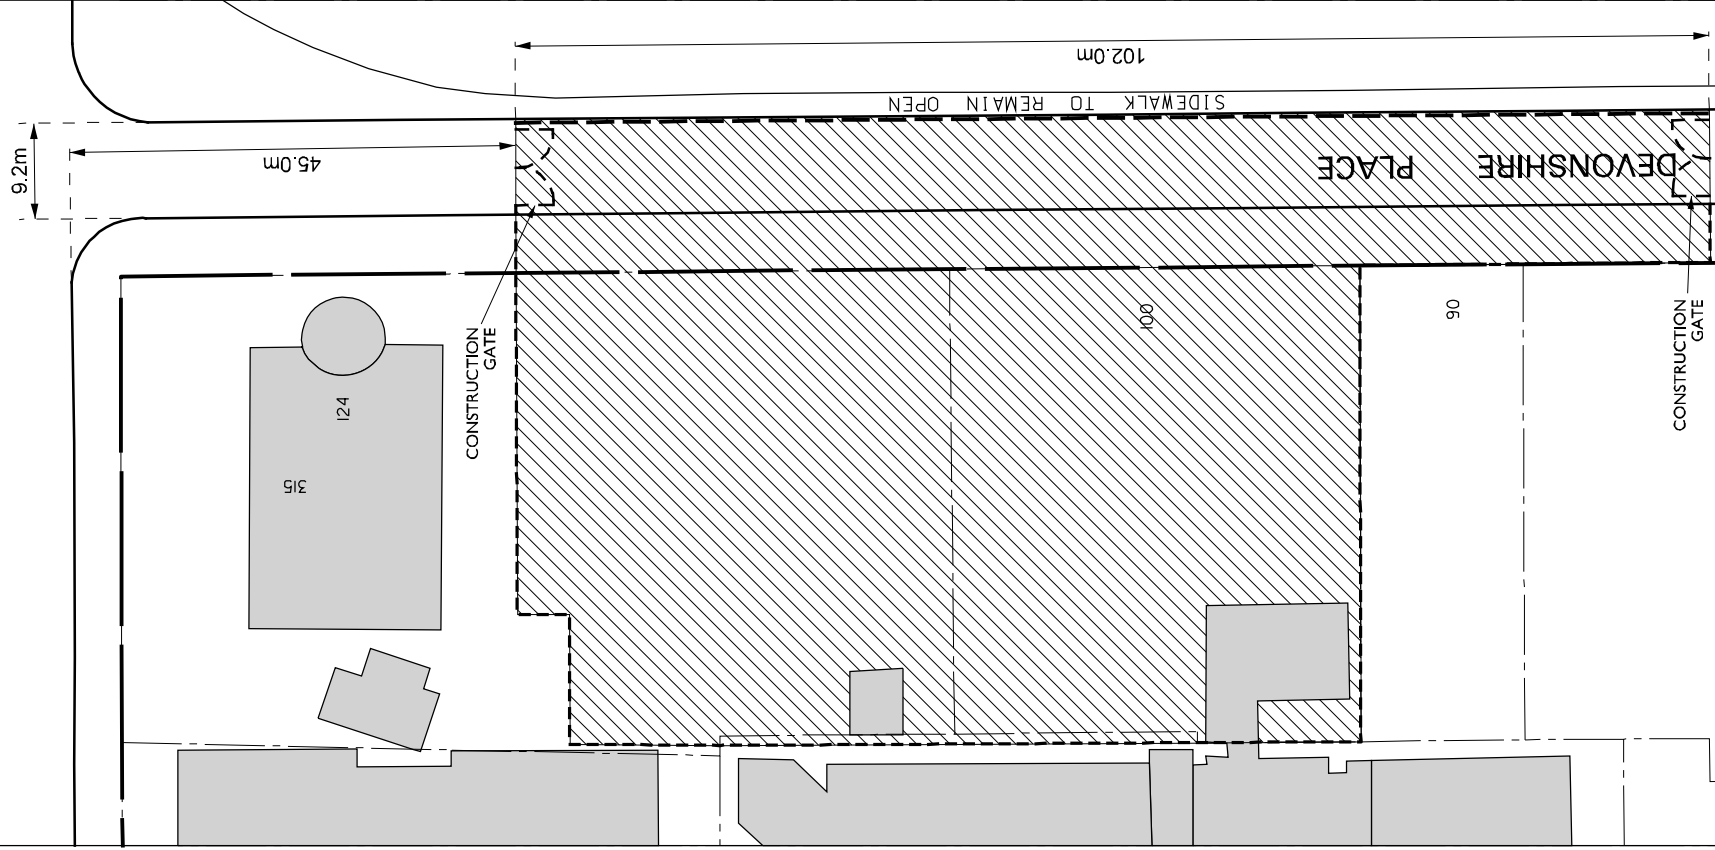 102.0m
SIDEWALK TO REMAIN OPEN
9.2m
45.0m
DEVONSHIRE PLACE
CONSTRUCTION
GATE
100
90
CONSTRUCTION
GATE
124
315